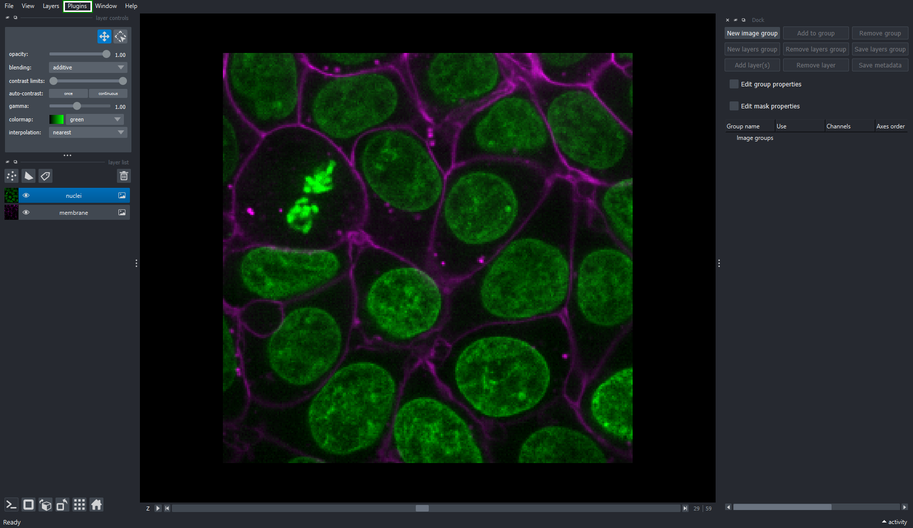 File View Layers Plugins Window Help
layer controls
opacity: 1.00
blending: additive
contrast limits:
auto-contrast: once continuous
gamma: 1.00
colormap: green
interpolation: nearest
layer list
nuclei
membrane
Z 29 59
Ready
Dock
New image group Add to group Remove group
New layers group Remove layers group Save layers group
Add layer(s) Remove layer Save metadata
Edit group properties
Edit mask properties
Group name Use Channels Axes order
Image groups
activity